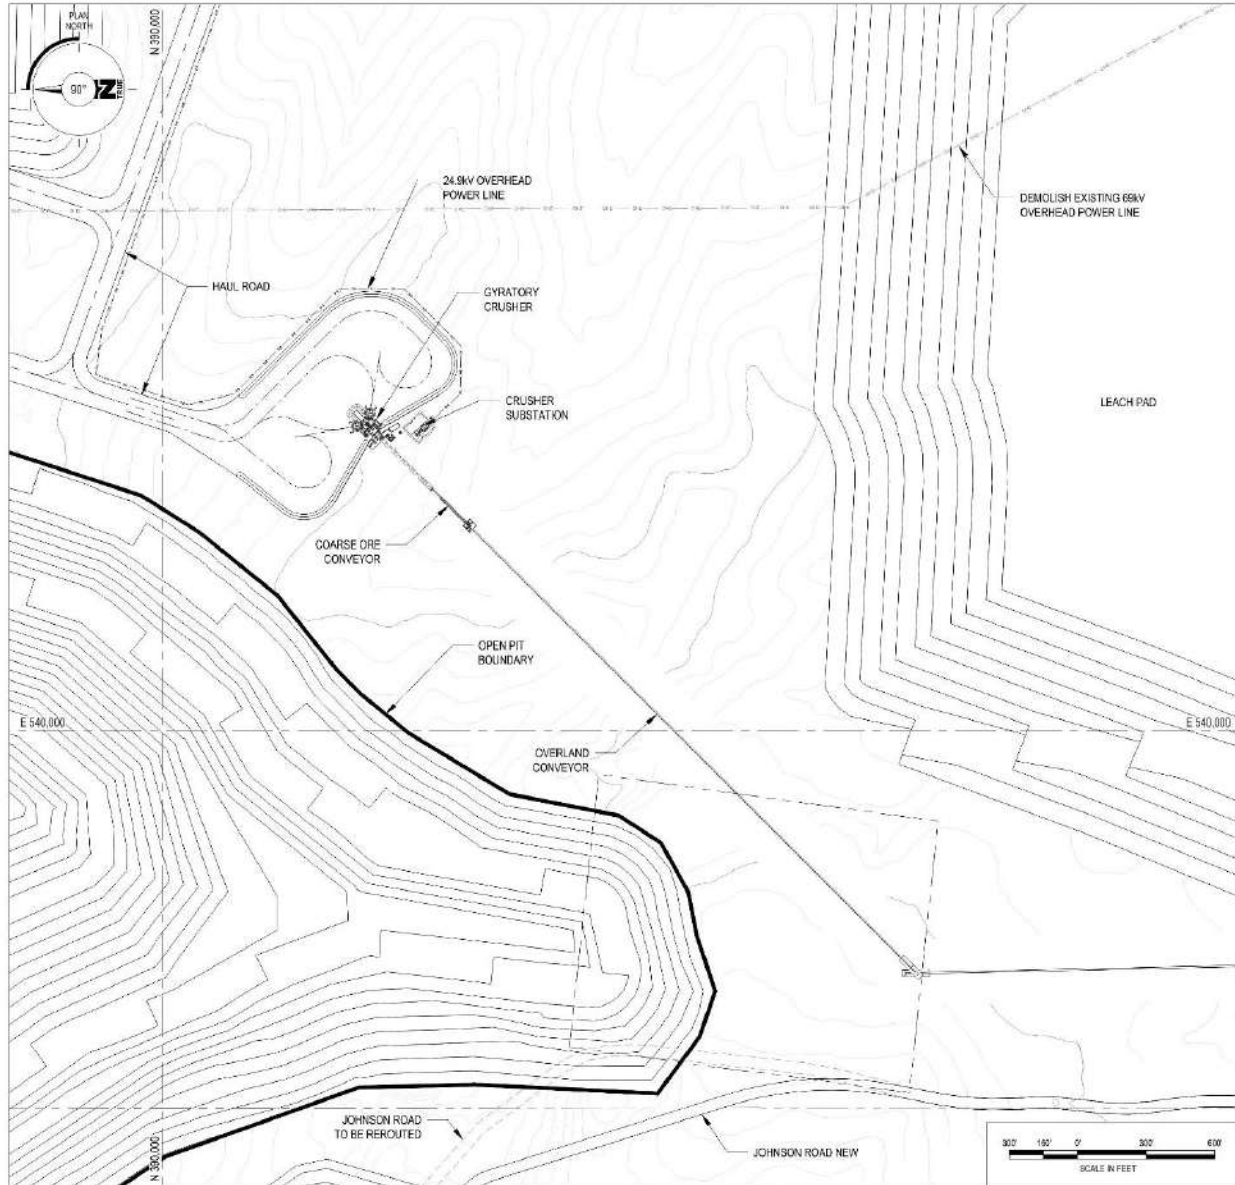 PLAN
NORTH
90°
N
TRUE
N 390,000
24.9kV OVERHEAD
POWER LINE
DEMOLISH EXISTING 69kV
OVERHEAD POWER LINE
HAUL ROAD
GYRATORY
CRUSHER
CRUSHER
SUBSTATION
LEACH PAD
COARSE ORE
CONVEYOR
OPEN PIT
BOUNDARY
E 540,000
E 540,000
OVERLAND
CONVEYOR
JOHNSON ROAD
TO BE REROUTED
N 390,000
JOHNSON ROAD NEW
300' 150' 0' 300' 600'
SCALE IN FEET